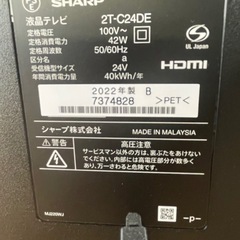 SHARP
液晶テレビ 2T-C24DE
定格電圧 100V~
定格消費電力 42W
定格周波数 50/60Hz
区分名 a
受信機型サイズ 24V
年間消費電力量 40kWh/年
UL Japan
HDMI
2022年製 B
7374828
>PET<
シャープ株式会社 MADE IN MALAYSIA
警告
高圧注意
サービスマン以外の方は、裏ぶたをあけないでください。
内部には高電圧部分が数多くあり、万一さわると危険です。
-p-